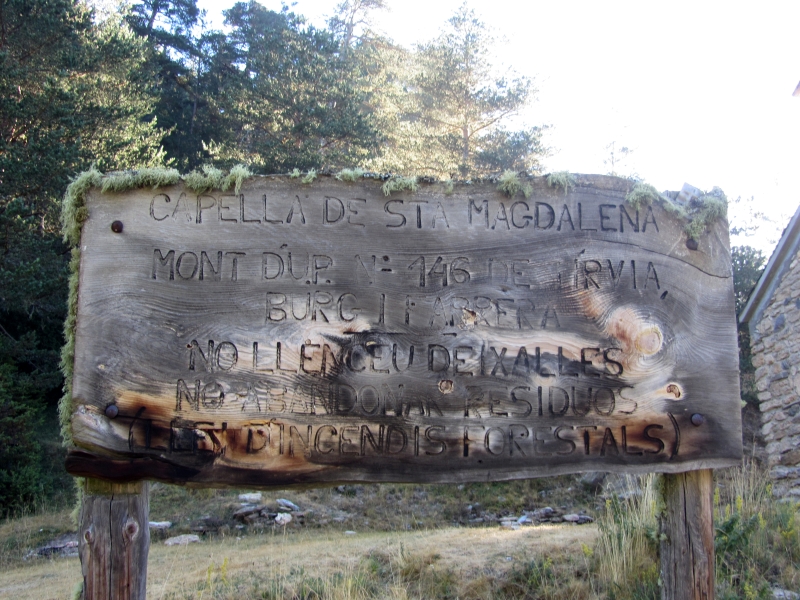 CAPELLA DE STA MAGDALENA
MONT D'U.P. Nº 146 DE TÍRVIA,
BURG I FARRERA
NO LLENCEU DEIXALLES
NO ABANDONAR RESIDUOS
(LLEI D'INCENDIS FORESTALS)